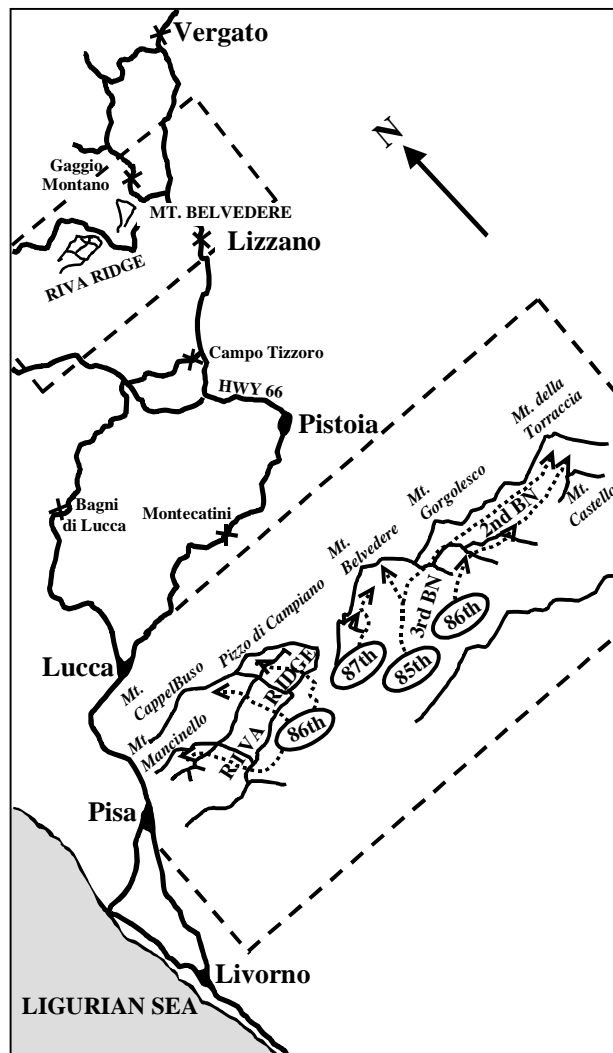 Vergato
N
Gaggio
Montano
MT. BELVEDERE
Lizzano
RIVA RIDGE
Campo Tizzoro
HWY 66
Pistoia
Bagni
di Lucca
Montecatini
Mt. della
Torraccia
Mt.
Gorgolesco
Mt.
Castello
2nd BN
Mt.
Belvedere
3rd BN
86th
85th
87th
Pizzo di Campiano
Lucca
Mt.
CappelBuso
RIVA RIDGE
86th
Mt.
Mancinello
Pisa
Livorno
LIGURIAN SEA